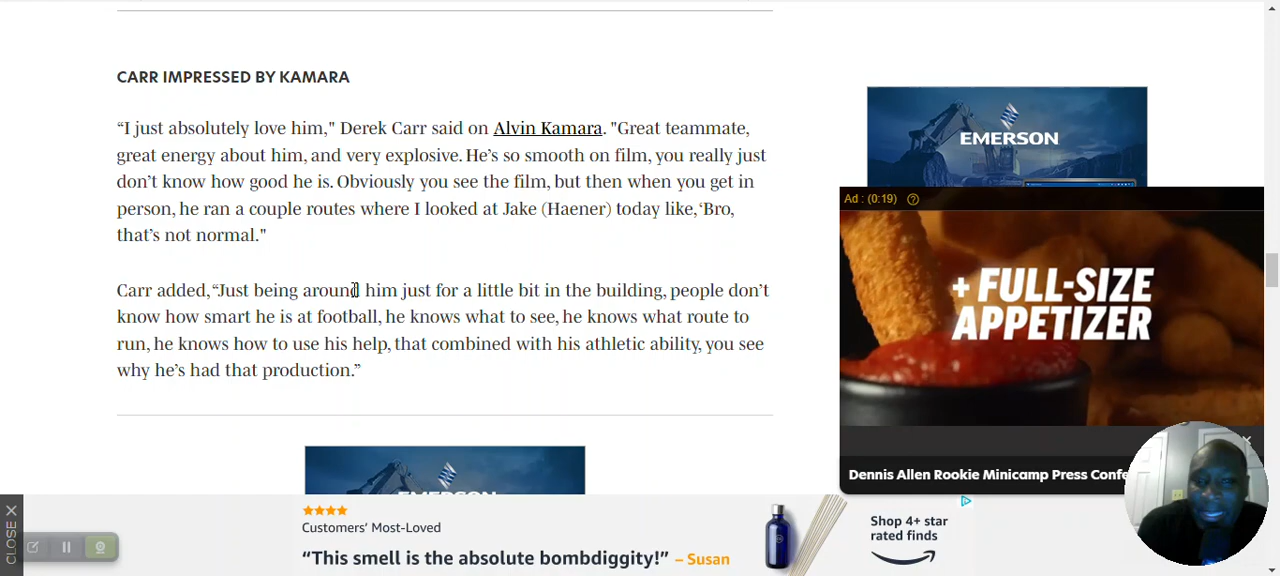 CARR IMPRESSED BY KAMARA
“I just absolutely love him," Derek Carr said on Alvin Kamara. "Great teammate,
great energy about him, and very explosive. He’s so smooth on film, you really just
don’t know how good he is. Obviously you see the film, but then when you get in
person, he ran a couple routes where I looked at Jake (Haener) today like, ‘Bro,
that’s not normal."
Carr added, “Just being around him just for a little bit in the building, people don’t
know how smart he is at football, he knows what to see, he knows what route to
run, he knows how to use his help, that combined with his athletic ability, you see
why he’s had that production.”
EMERSON
Ad : (0:19)
+ FULL-SIZE
APPETIZER
Dennis Allen Rookie Minicamp Press Conf
EMERSON
CLOSE X
Customers’ Most-Loved
“This smell is the absolute bombdiggity!” – Susan
Shop 4+ star
rated finds